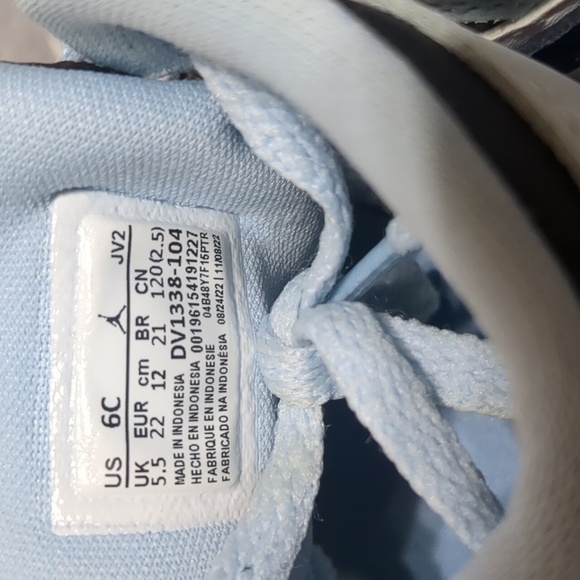 US 6C JV2
UK EUR cm BR CN
5.5 22 12 21 120(2.5)
MADE IN INDONESIA DV1338-104
HECHO EN INDONESIA 00196154191227
FABRIQUE EN INDONESIE 04B48Y7F16PTR
FABRICADO NA INDONÉSIA 08/24/22 | 11/08/22